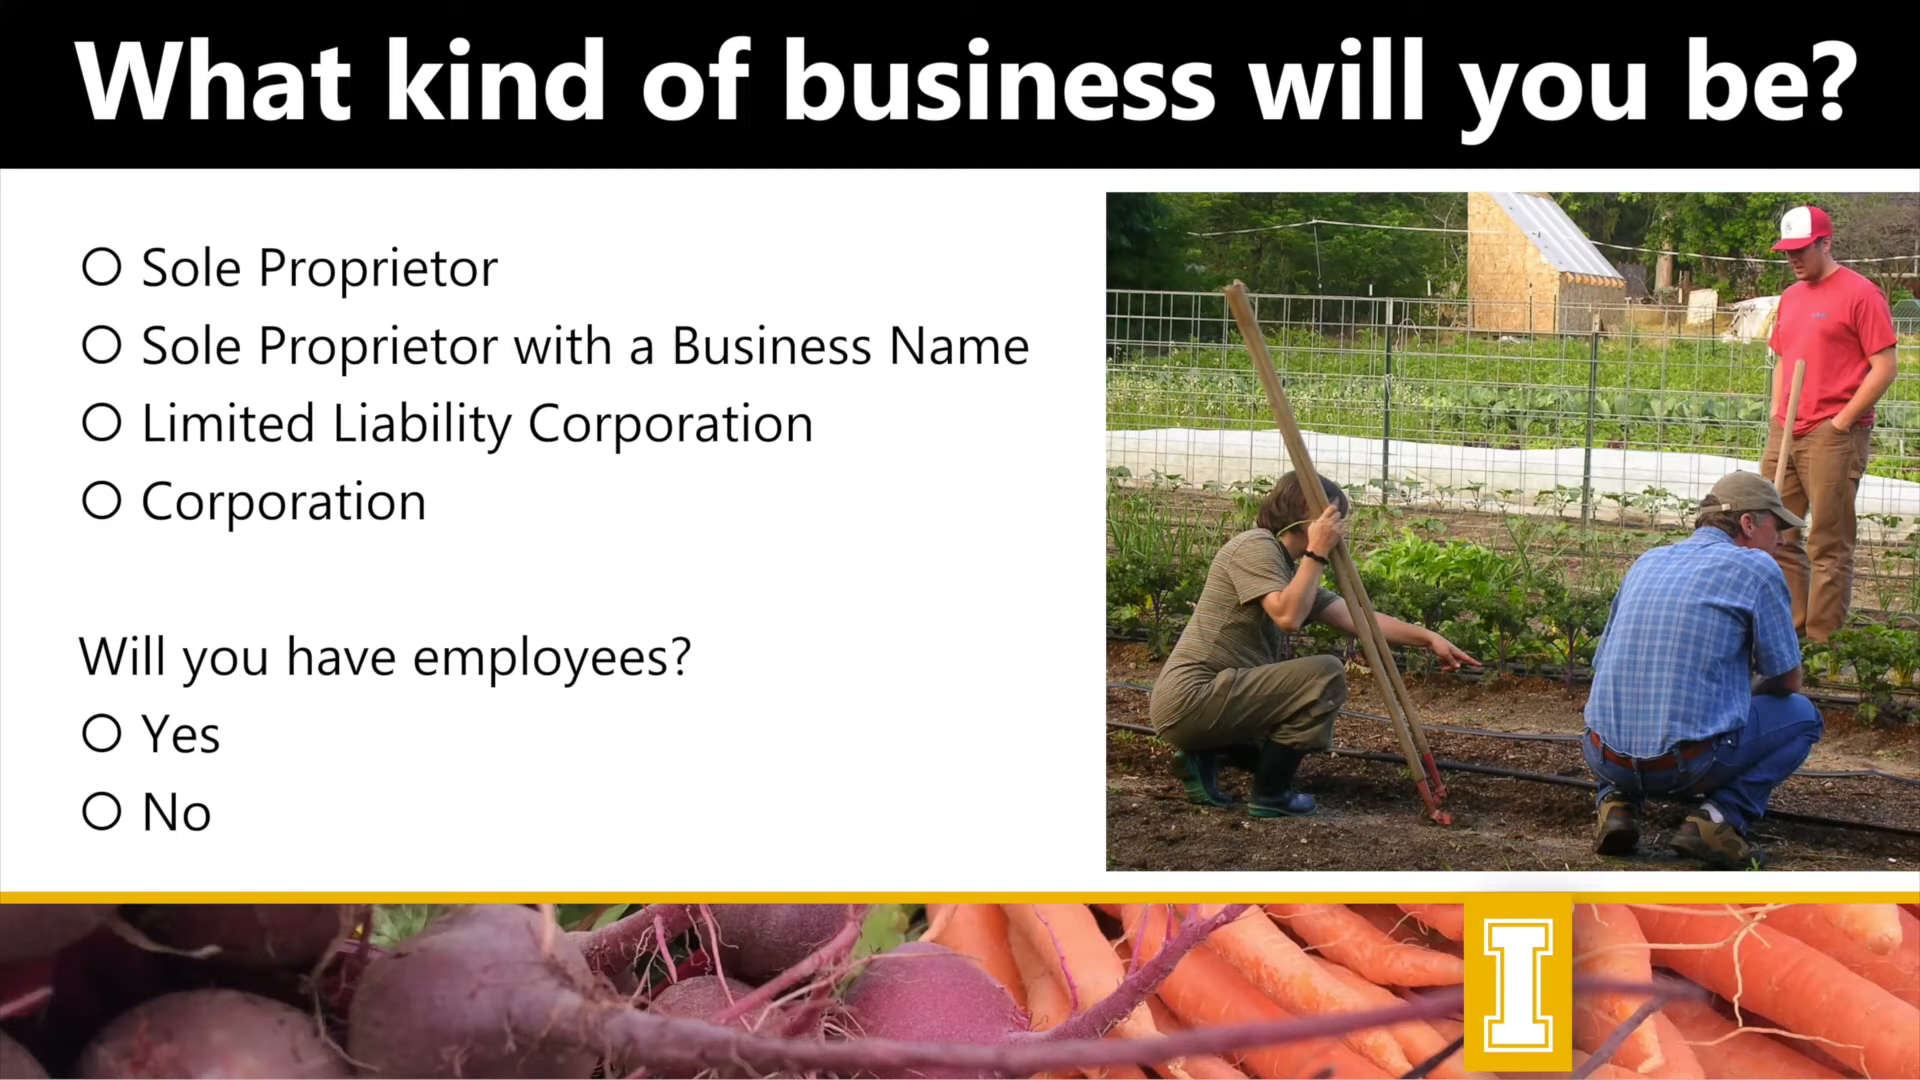 What kind of business will you be?
Sole Proprietor
Sole Proprietor with a Business Name
Limited Liability Corporation
Corporation
Will you have employees?
Yes
No
I